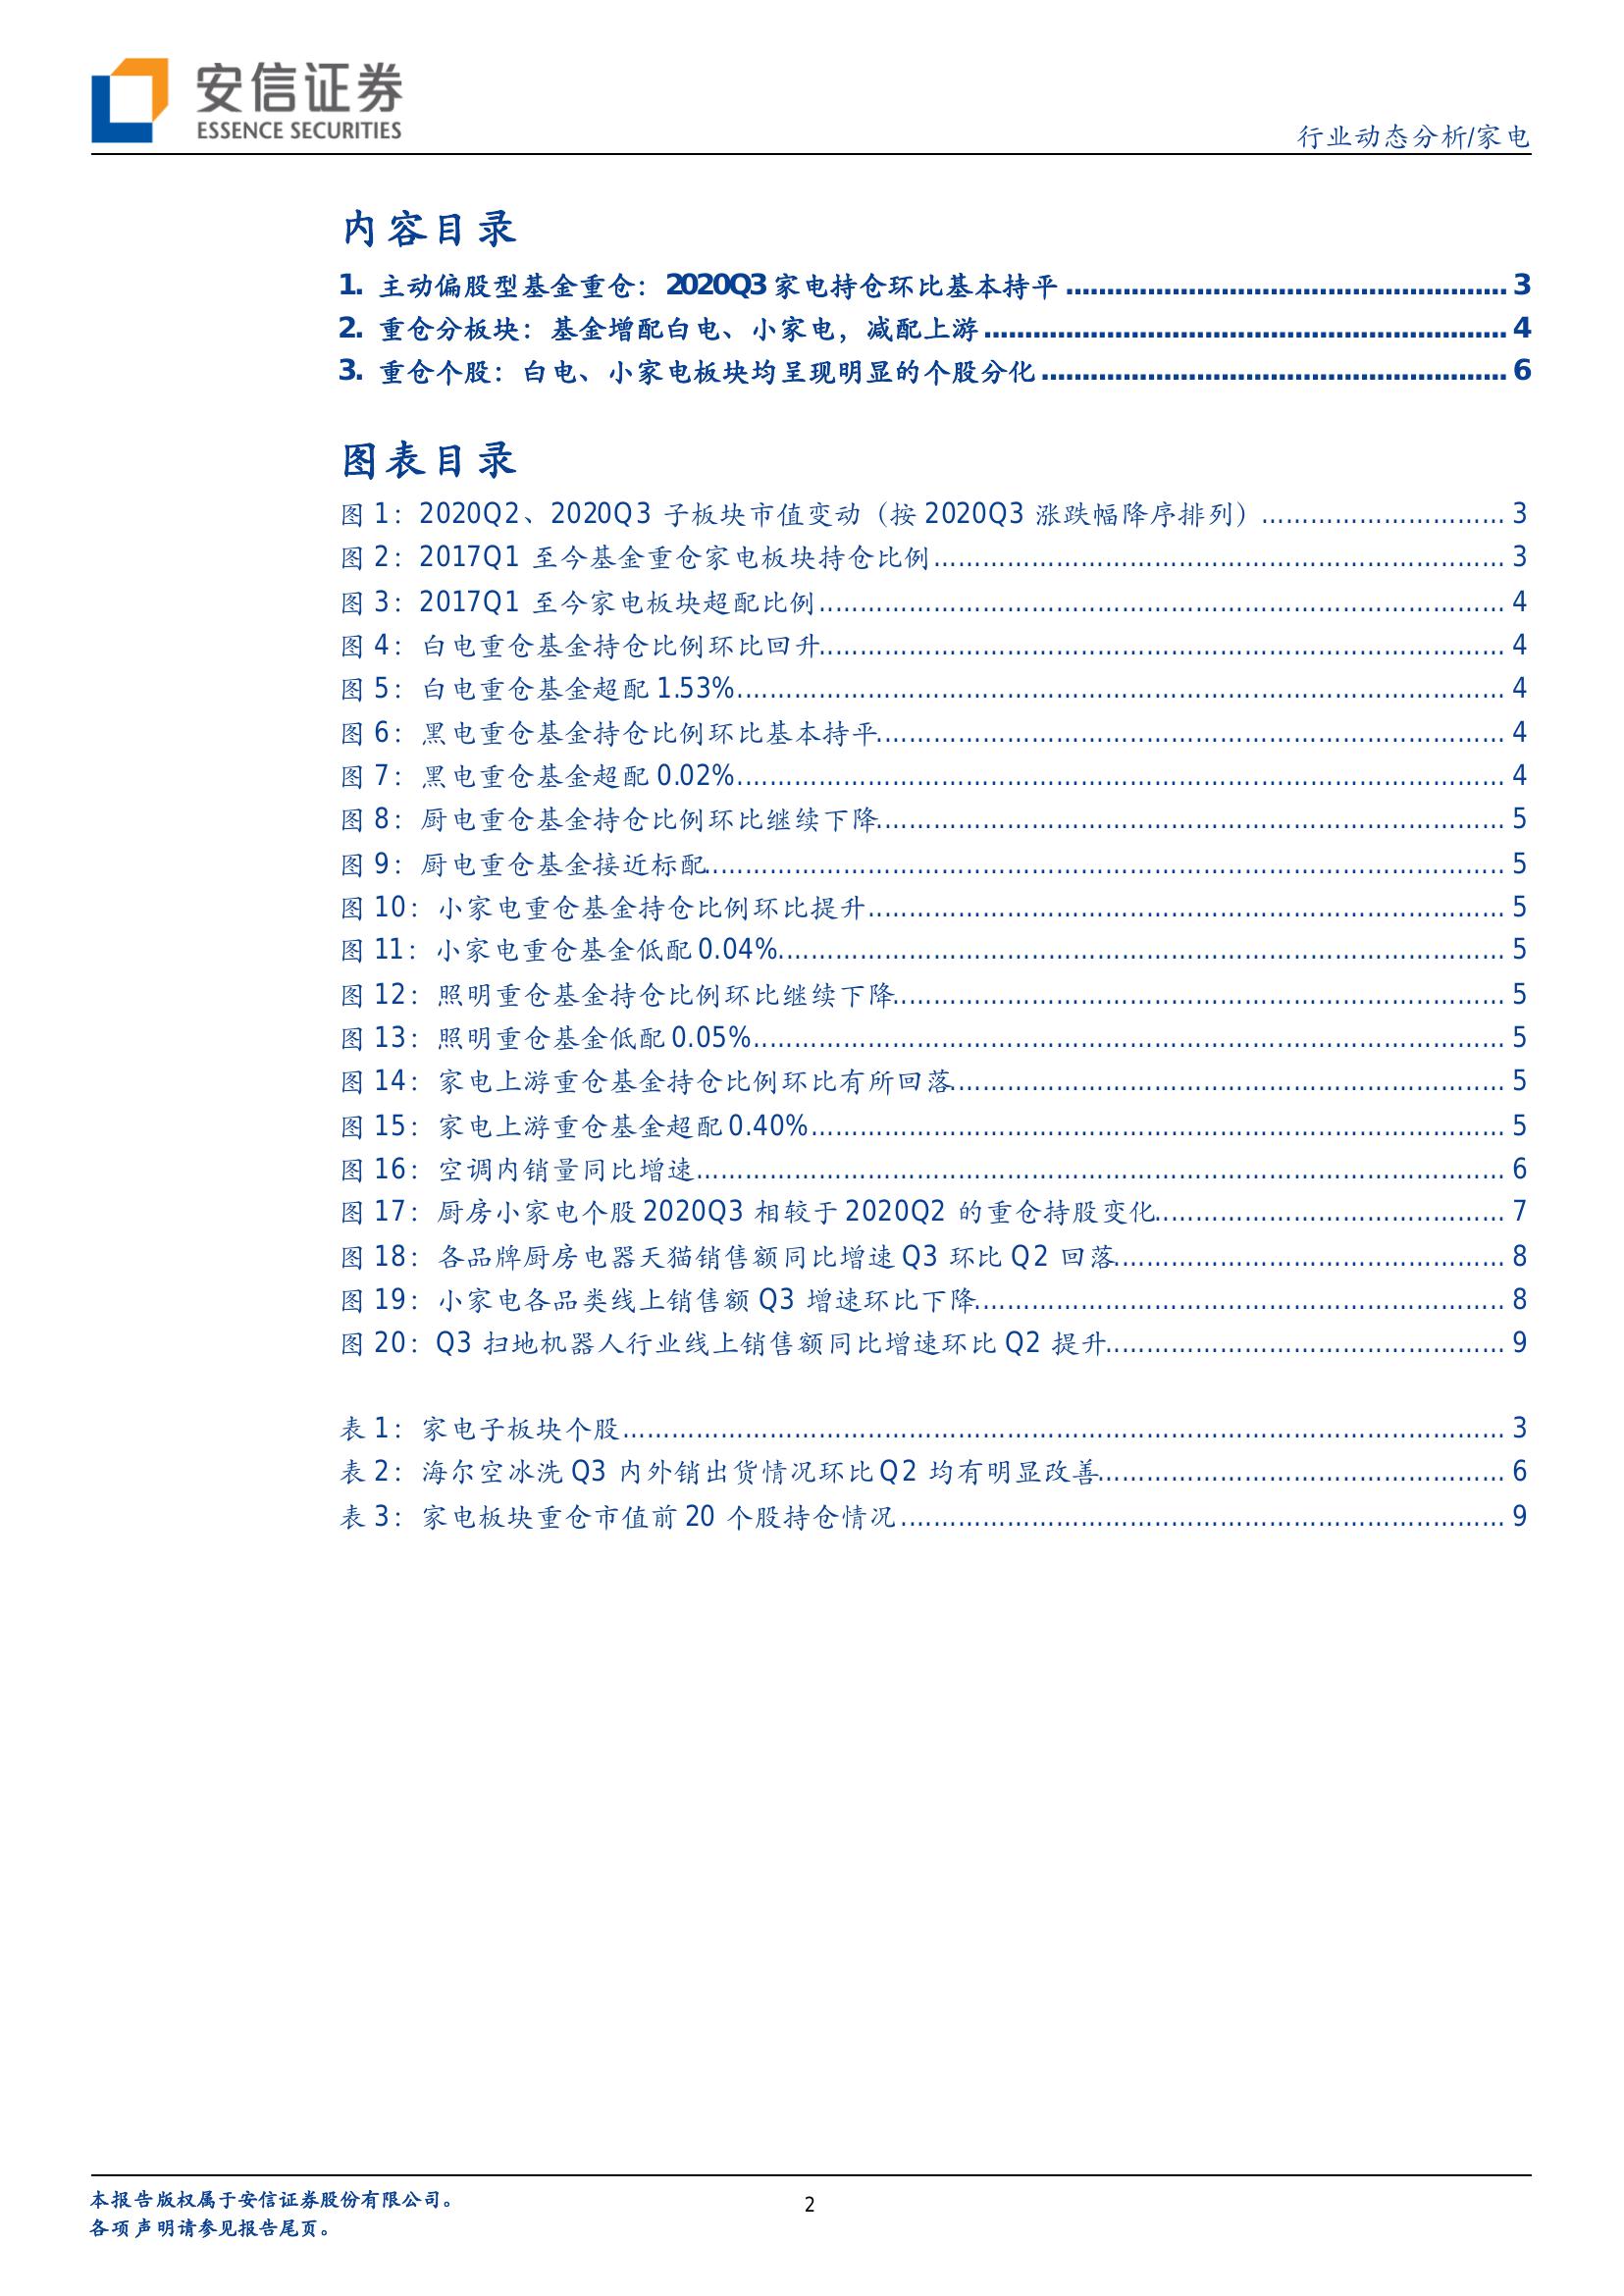 安信证券
ESSENCE SECURITIES
行业动态分析/家电
内容目录
1. 主动偏股型基金重仓：2020Q3 家电持仓环比基本持平 3
2. 重仓分板块：基金增配白电、小家电，减配上游 4
3. 重仓个股：白电、小家电板块均呈现明显的个股分化 6
图表目录
图 1：2020Q2、2020Q3 子板块市值变动（按 2020Q3 涨跌幅降序排列） 3
图 2：2017Q1 至今基金重仓家电板块持仓比例 3
图 3：2017Q1 至今家电板块超配比例 4
图 4：白电重仓基金持仓比例环比回升 4
图 5：白电重仓基金超配 1.53% 4
图 6：黑电重仓基金持仓比例环比基本持平 4
图 7：黑电重仓基金超配 0.02% 4
图 8：厨电重仓基金持仓比例环比继续下降 5
图 9：厨电重仓基金接近标配 5
图 10：小家电重仓基金持仓比例环比提升 5
图 11：小家电重仓基金低配 0.04% 5
图 12：照明重仓基金持仓比例环比继续下降 5
图 13：照明重仓基金低配 0.05% 5
图 14：家电上游重仓基金持仓比例环比有所回落 5
图 15：家电上游重仓基金超配 0.40% 5
图 16：空调内销量同比增速 6
图 17：厨房小家电个股 2020Q3 相较于 2020Q2 的重仓持股变化 7
图 18：各品牌厨房电器天猫销售额同比增速 Q3 环比 Q2 回落 8
图 19：小家电各品类线上销售额 Q3 增速环比下降 8
图 20：Q3 扫地机器人行业线上销售额同比增速环比 Q2 提升 9
表 1：家电子板块个股 3
表 2：海尔空冰洗 Q3 内外销出货情况环比 Q2 均有明显改善 6
表 3：家电板块重仓市值前 20 个股持仓情况 9
本报告版权属于安信证券股份有限公司。
2
各项声明请参见报告尾页。